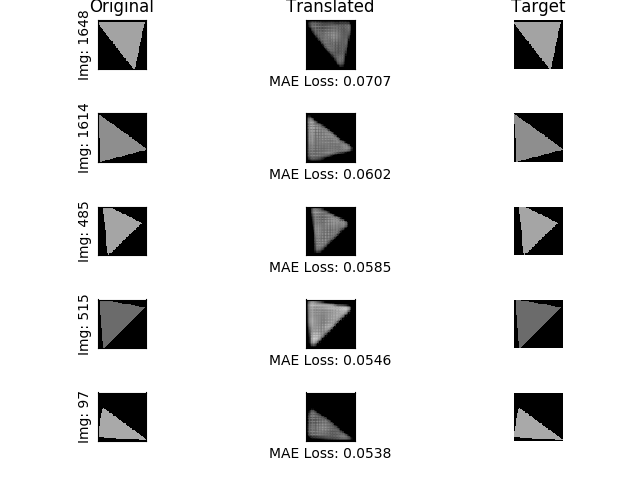 Original Translated Target
Img: 1648
MAE Loss: 0.0707
Img: 1614
MAE Loss: 0.0602
Img: 485
MAE Loss: 0.0585
Img: 515
MAE Loss: 0.0546
Img: 97
MAE Loss: 0.0538